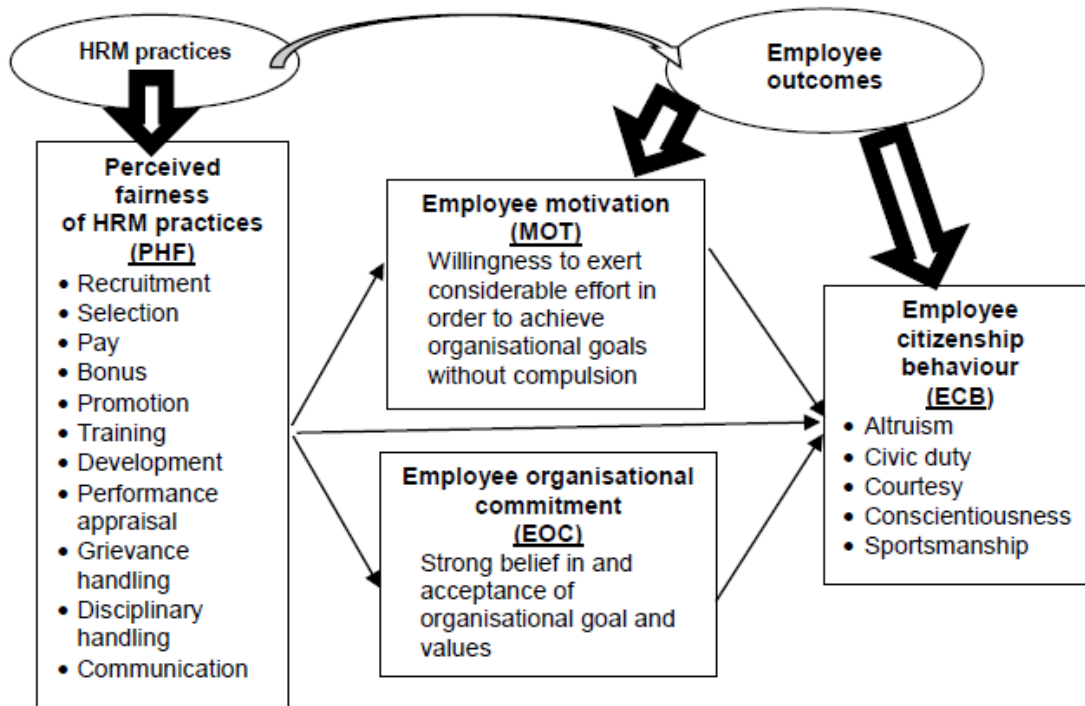 HRM practices
Employee
outcomes
Perceived
fairness
of HRM practices
(PHF)
• Recruitment
• Selection
• Pay
• Bonus
• Promotion
• Training
• Development
• Performance
appraisal
• Grievance
handling
• Disciplinary
handling
• Communication
Employee motivation
(MOT)
Willingness to exert
considerable effort in
order to achieve
organisational goals
without compulsion
Employee organisational
commitment
(EOC)
Strong belief in and
acceptance of
organisational goal and
values
Employee
citizenship
behaviour
(ECB)
• Altruism
• Civic duty
• Courtesy
• Conscientiousness
• Sportsmanship